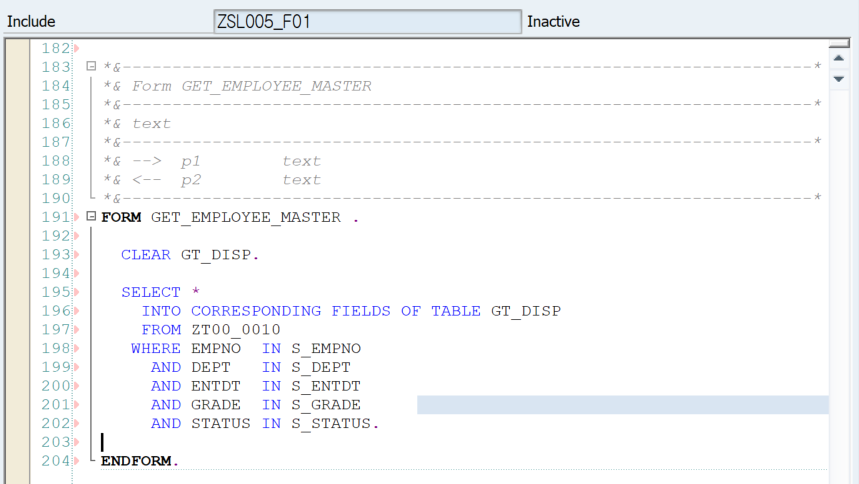 Include ZSL005_F01 Inactive
182
183 *&---------------------------------------------------------------------*
184 *& Form GET_EMPLOYEE_MASTER
185 *&---------------------------------------------------------------------*
186 *& text
187 *&---------------------------------------------------------------------*
188 *& --> p1 text
189 *& <-- p2 text
190 *&---------------------------------------------------------------------*
191 FORM GET_EMPLOYEE_MASTER .
192
193 CLEAR GT_DISP.
194
195 SELECT *
196 INTO CORRESPONDING FIELDS OF TABLE GT_DISP
197 FROM ZT00_0010
198 WHERE EMPNO IN S_EMPNO
199 AND DEPT IN S_DEPT
200 AND ENTDT IN S_ENTDT
201 AND GRADE IN S_GRADE
202 AND STATUS IN S_STATUS.
203
204 ENDFORM.